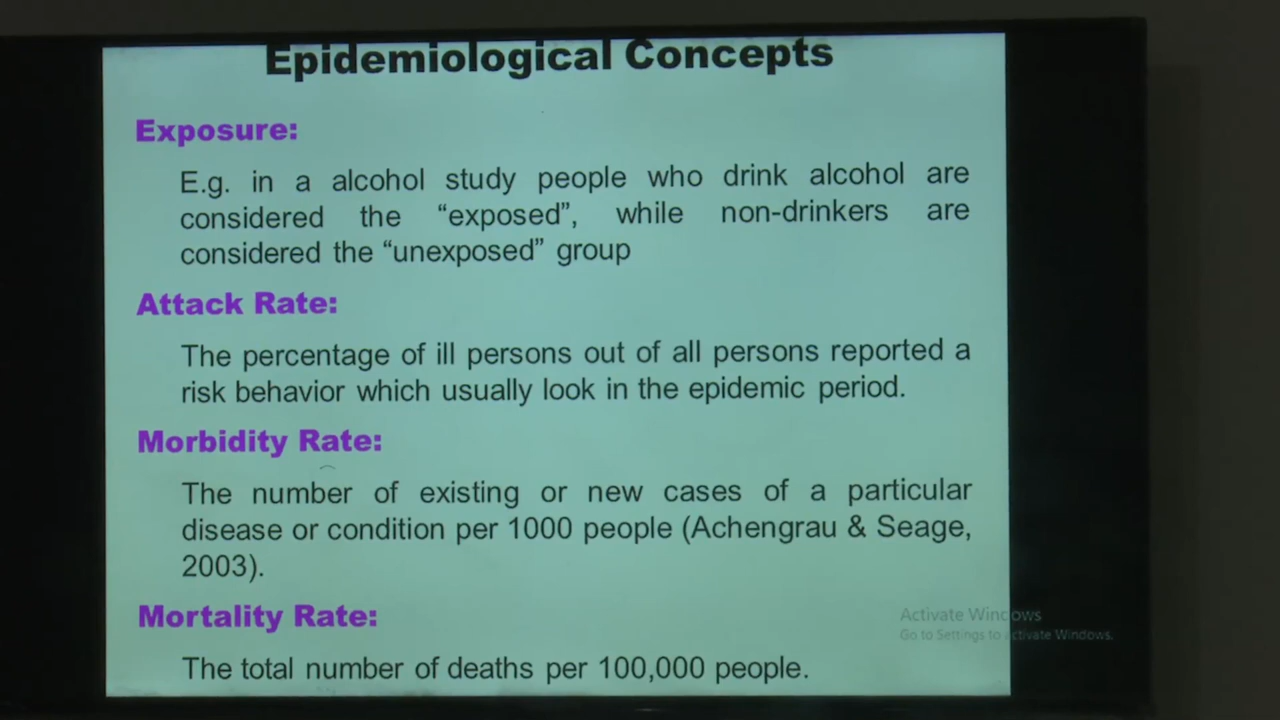 Epidemiological Concepts
Exposure:
E.g. in a alcohol study people who drink alcohol are
considered the “exposed”, while non-drinkers are
considered the “unexposed” group
Attack Rate:
The percentage of ill persons out of all persons reported a
risk behavior which usually look in the epidemic period.
Morbidity Rate:
The number of existing or new cases of a particular
disease or condition per 1000 people (Achengrau & Seage,
2003).
Mortality Rate:
The total number of deaths per 100,000 people.
Activate Windows
Go to Settings to activate Windows.